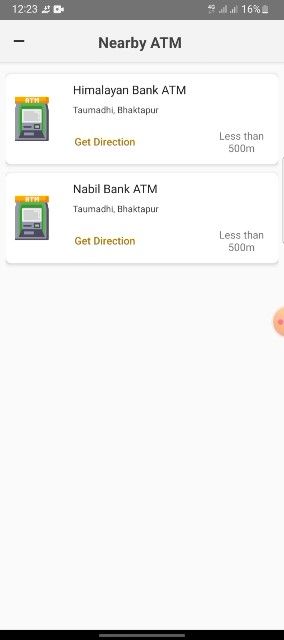 12:23 4G 16%
Nearby ATM
ATM
Himalayan Bank ATM
Taumadhi, Bhaktapur
Get Direction
Less than
500m
ATM
Nabil Bank ATM
Taumadhi, Bhaktapur
Get Direction
Less than
500m